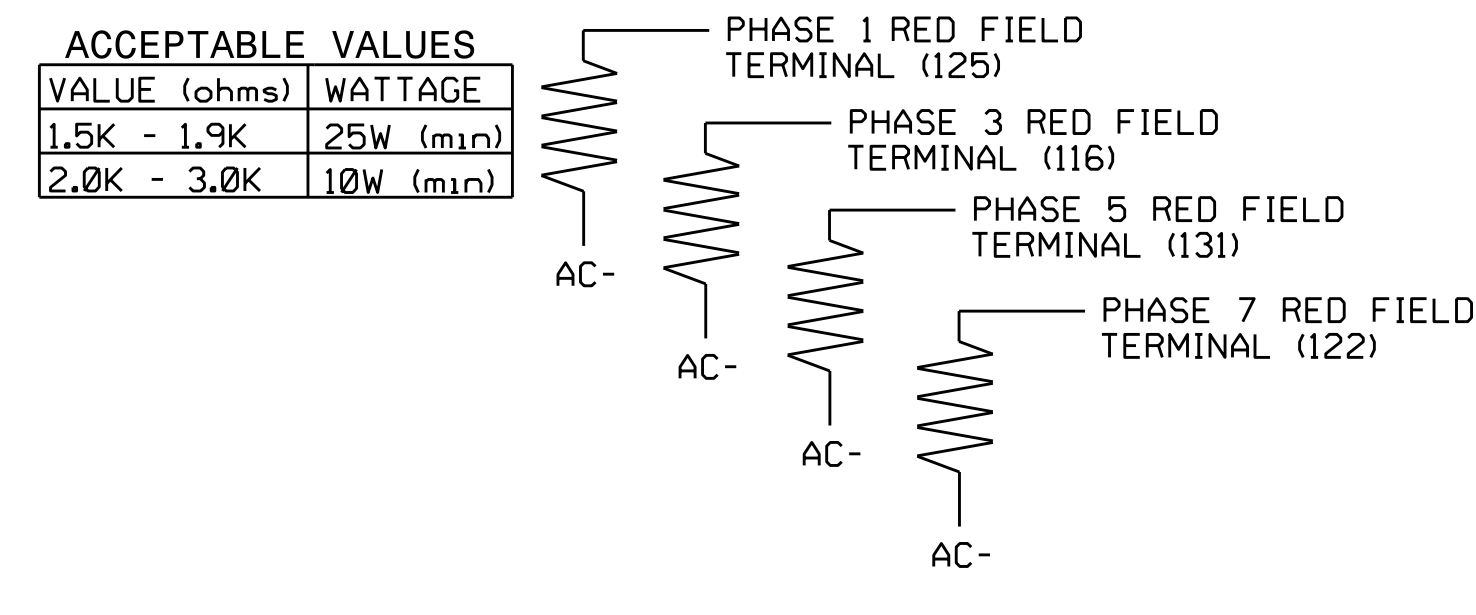 ACCEPTABLE VALUES
VALUE (ohms) WATTAGE
1.5K - 1.9K 25W (min)
2.0K - 3.0K 10W (min)
PHASE 1 RED FIELD
TERMINAL (125)
AC-
PHASE 3 RED FIELD
TERMINAL (116)
AC-
PHASE 5 RED FIELD
TERMINAL (131)
AC-
PHASE 7 RED FIELD
TERMINAL (122)
AC-